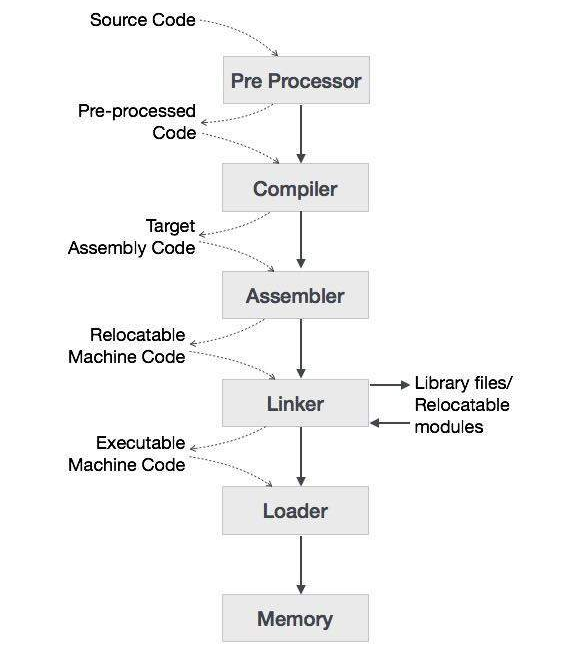 Source Code
Pre Processor
Pre-processed
Code
Compiler
Target
Assembly Code
Assembler
Relocatable
Machine Code
Linker
Library files/
Relocatable
modules
Executable
Machine Code
Loader
Memory